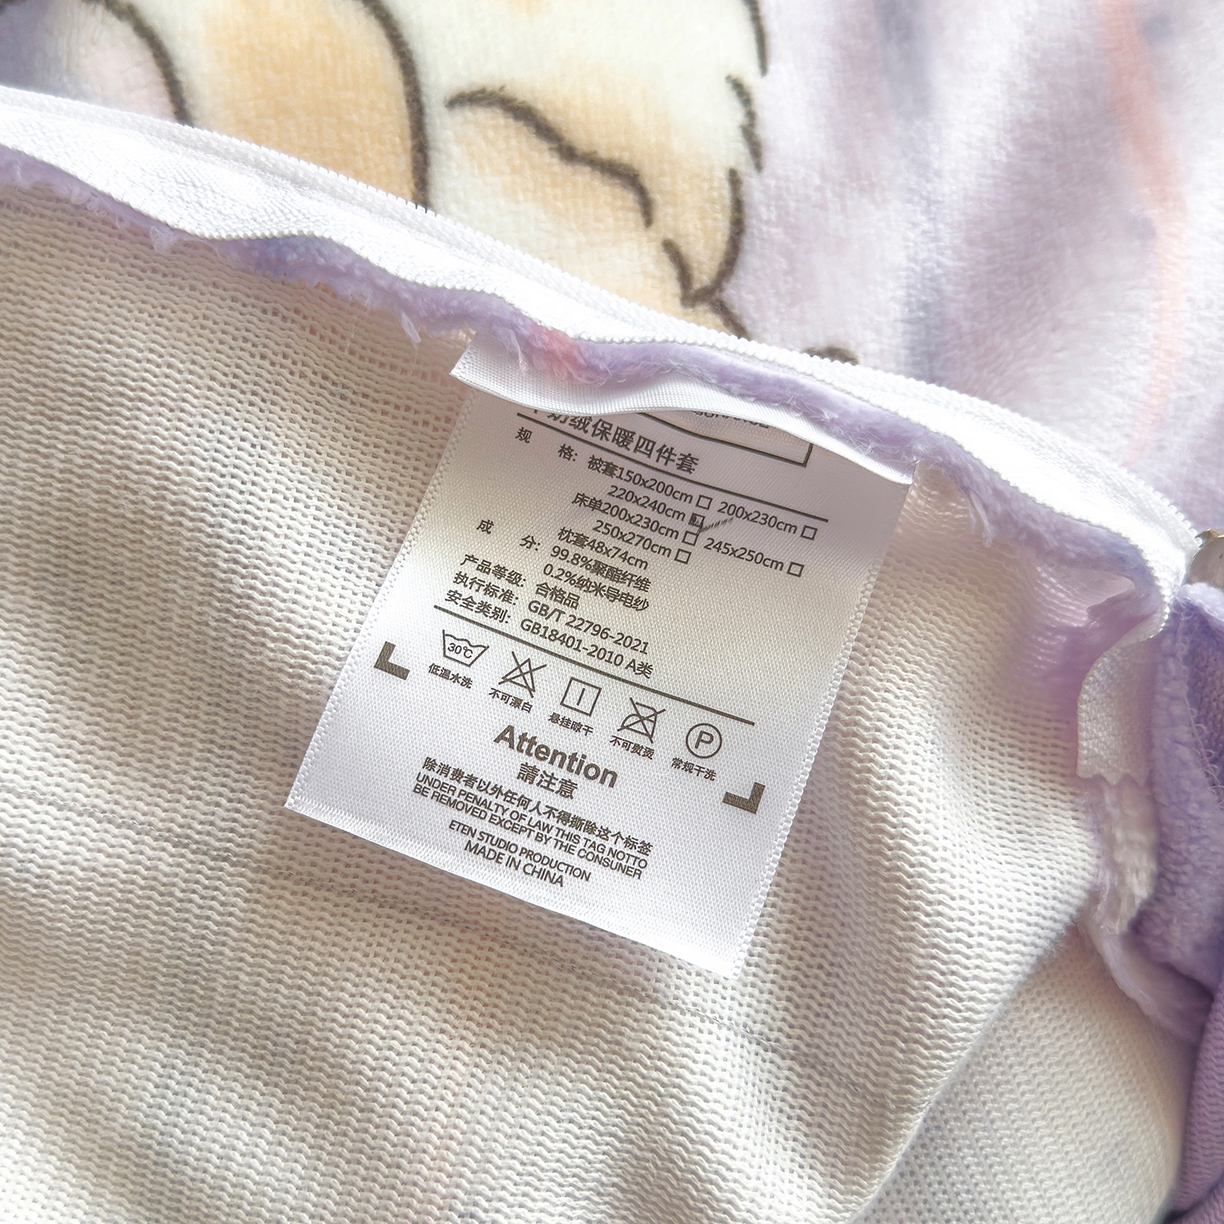 牛奶绒保暖四件套
规 格: 被套150x200cm □ 200x230cm □
220x240cm
床单200x230cm □ 245x250cm □
250x270cm □
枕套48x74cm
成 分: 99.8%聚酯纤维
0.2%纳米导电纱
产品等级: 合格品
执行标准: GB/T 22796-2021
安全类别: GB18401-2010 A类
30℃
低温水洗 不可漂白 悬挂晾干 不可熨烫 P 常规干洗
Attention
請注意
除消费者以外任何人不得撕除这个标签
UNDER PENALTY OF LAW THIS TAG NOTTO
BE REMOVED EXCEPT BY THE CONSUNER
ETEN STUDIO PRODUCTION
MADE IN CHINA